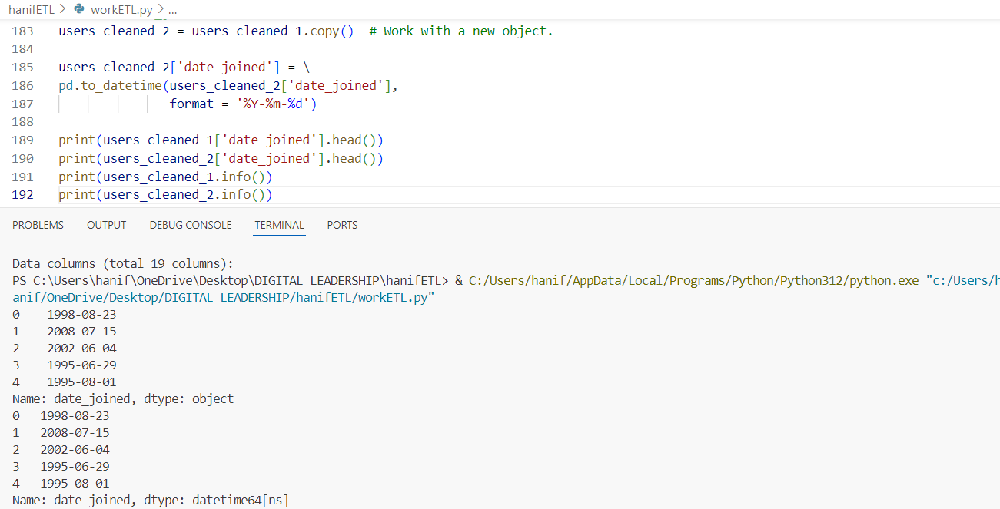 hanifETL > workETL.py > ...
183 users_cleaned_2 = users_cleaned_1.copy()  # Work with a new object.
184
185 users_cleaned_2['date_joined'] = \
186 pd.to_datetime(users_cleaned_2['date_joined'],
187                format = '%Y-%m-%d')
188
189 print(users_cleaned_1['date_joined'].head())
190 print(users_cleaned_2['date_joined'].head())
191 print(users_cleaned_1.info())
192 print(users_cleaned_2.info())
PROBLEMS OUTPUT DEBUG CONSOLE TERMINAL PORTS
Data columns (total 19 columns):
PS C:\Users\hanif\OneDrive\Desktop\DIGITAL LEADERSHIP\hanifETL> & C:/Users/hanif/AppData/Local/Programs/Python/Python312/python.exe "c:/Users/h
anif/OneDrive/Desktop/DIGITAL LEADERSHIP/hanifETL/workETL.py"
0    1998-08-23
1    2008-07-15
2    2002-06-04
3    1995-06-29
4    1995-08-01
Name: date_joined, dtype: object
0   1998-08-23
1   2008-07-15
2   2002-06-04
3   1995-06-29
4   1995-08-01
Name: date_joined, dtype: datetime64[ns]